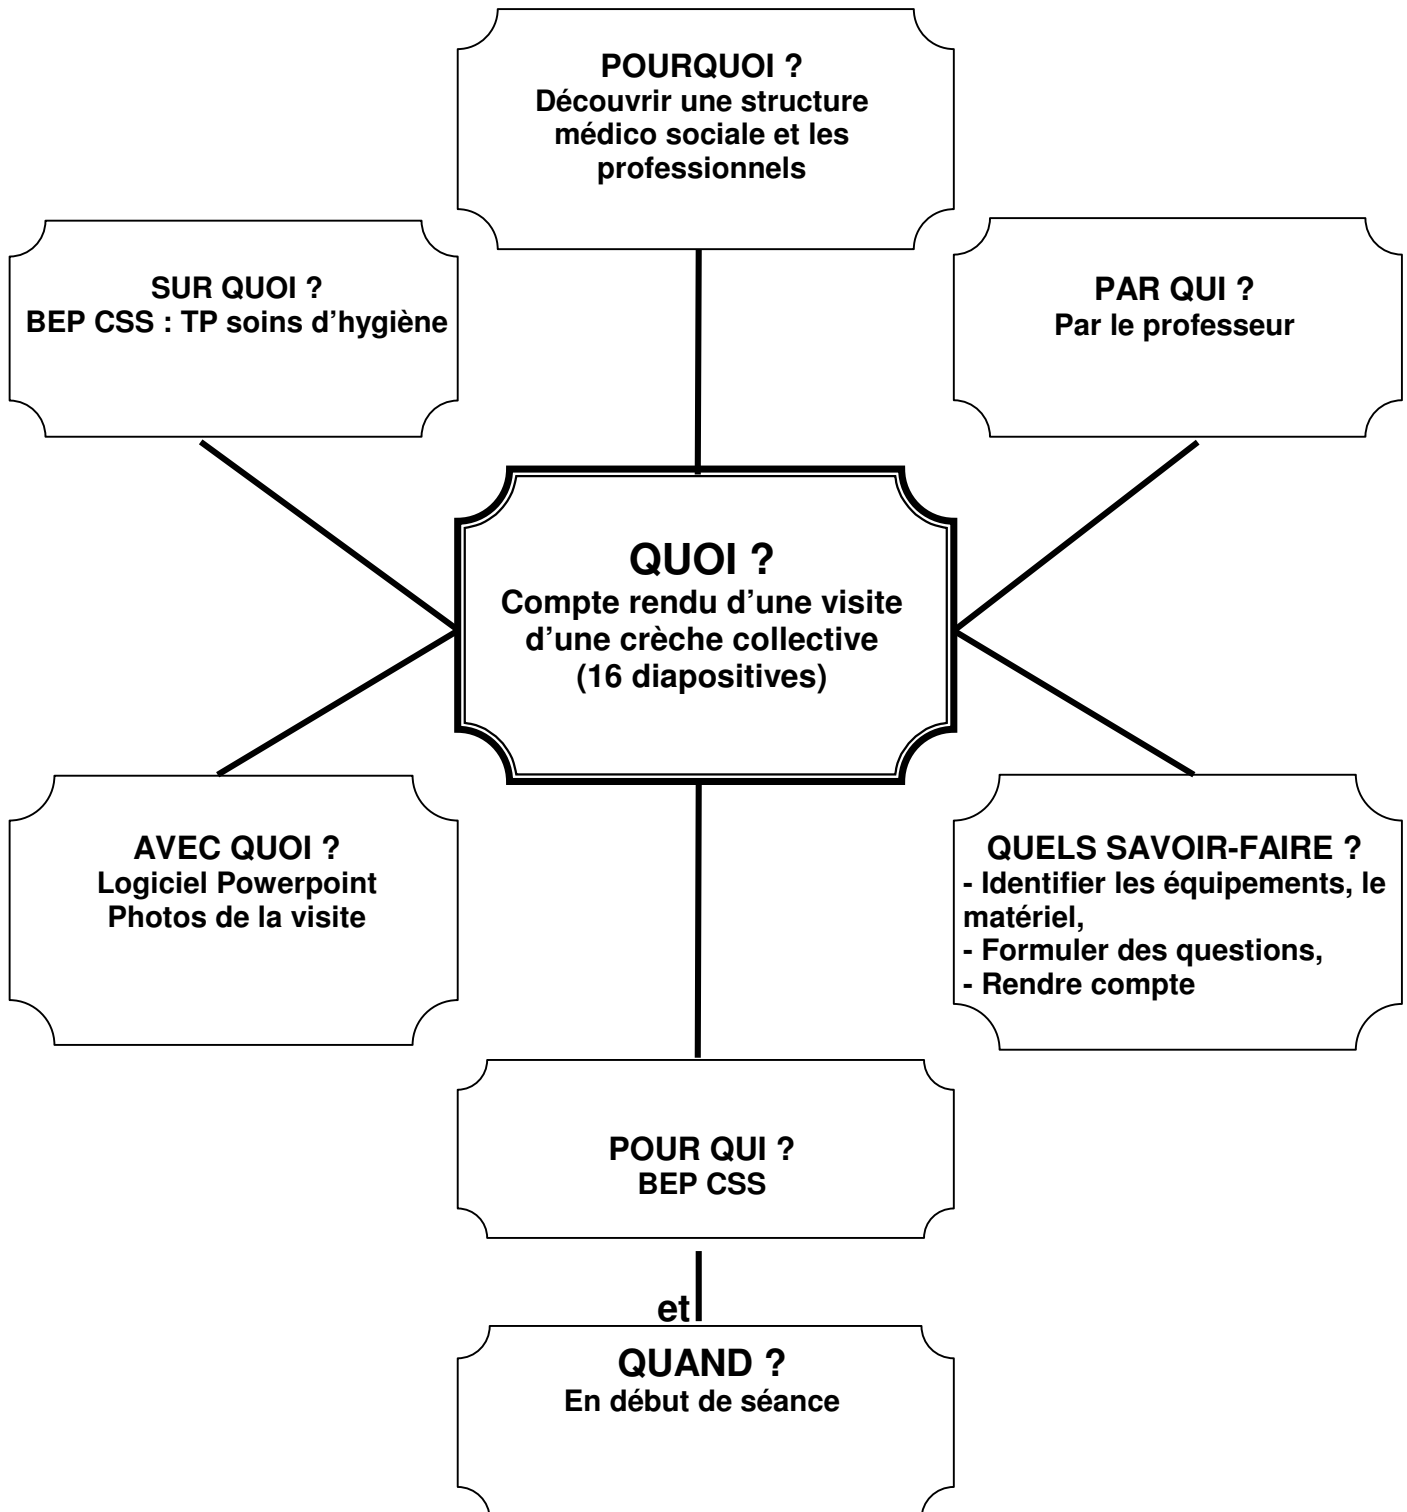 POURQUOI ?
Découvrir une structure
médico sociale et les
professionnels
SUR QUOI ?
BEP CSS : TP soins d’hygiène
PAR QUI ?
Par le professeur
QUOI ?
Compte rendu d’une visite
d’une crèche collective
(16 diapositives)
AVEC QUOI ?
Logiciel Powerpoint
Photos de la visite
QUELS SAVOIR-FAIRE ?
- Identifier les équipements, le
matériel,
- Formuler des questions,
- Rendre compte
POUR QUI ?
BEP CSS
et
QUAND ?
En début de séance